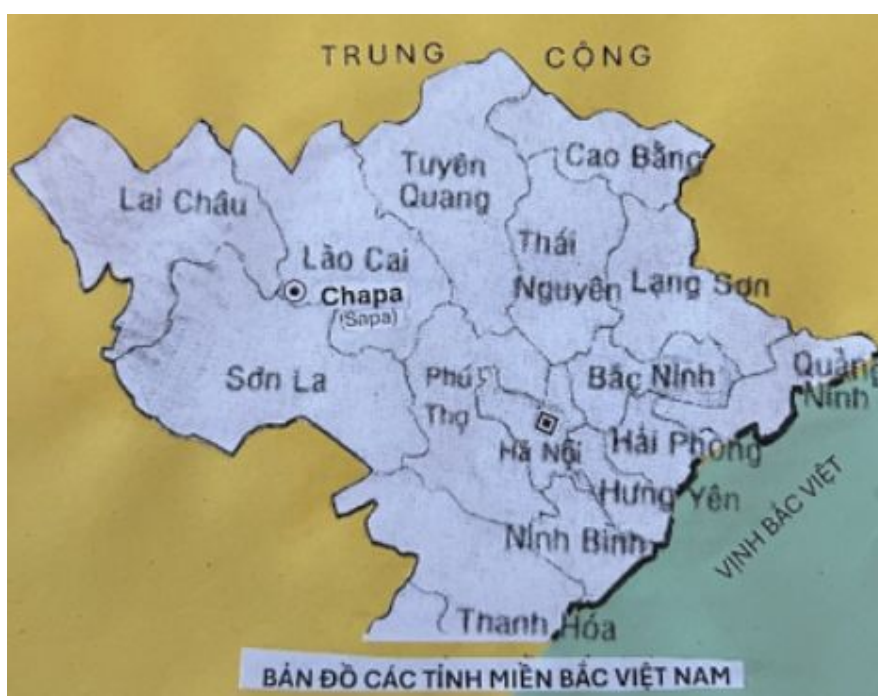 TRUNG CỘNG
Cao Bằng
Tuyên
Quang
Lai Châu
Thái
Nguyên
Lào Cai
Lạng Sơn
Chapa
(Sapa)
Sơn La
Phú
Thọ
Bắc Ninh
Quảng
Ninh
Hà Nội
Hải Phòng
Hưng Yên
Ninh Bình
VỊNH BẮC VIỆT
Thanh Hóa
BẢN ĐỒ CÁC TỈNH MIỀN BẮC VIỆT NAM